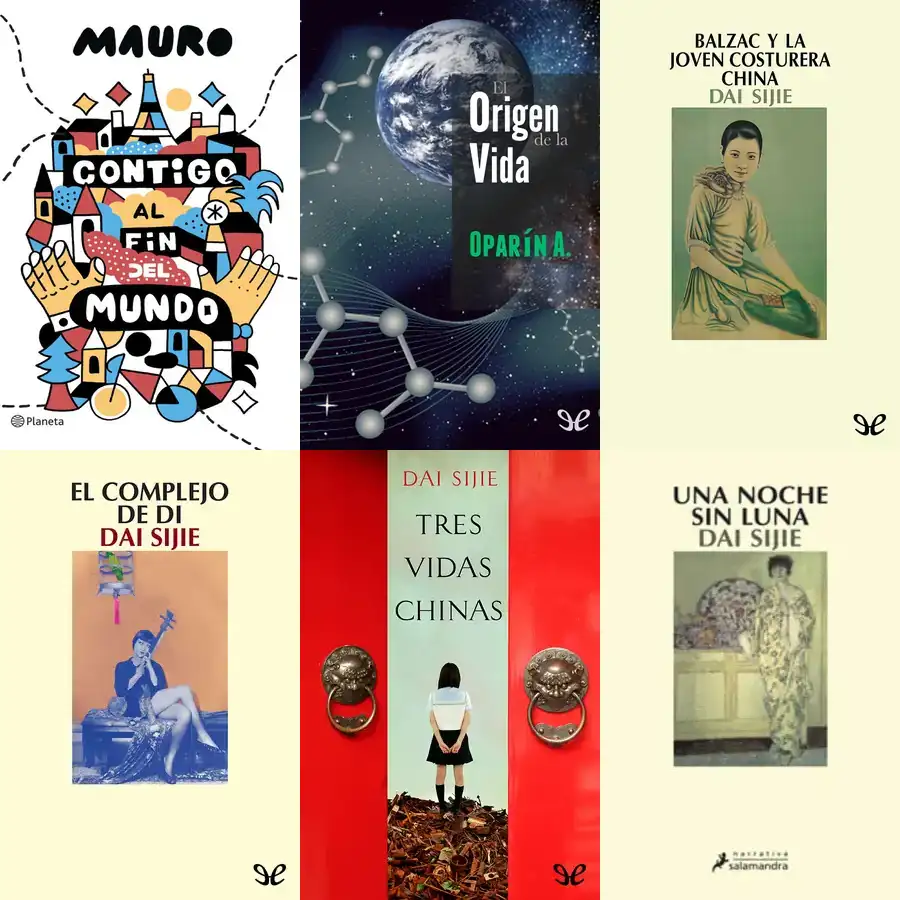 MAURO
CONTIGO
AL
FIN
DEL
MUNDO
Planeta
El
Origen
de la
Vida
OPARÍN A.
BALZAC Y LA
JOVEN COSTURERA
CHINA
DAI SIJIE
EL COMPLEJO
DE DI
DAI SIJIE
DAI SIJIE
TRES
VIDAS
CHINAS
UNA NOCHE
SIN LUNA
DAI SIJIE
narrativa
salamandra